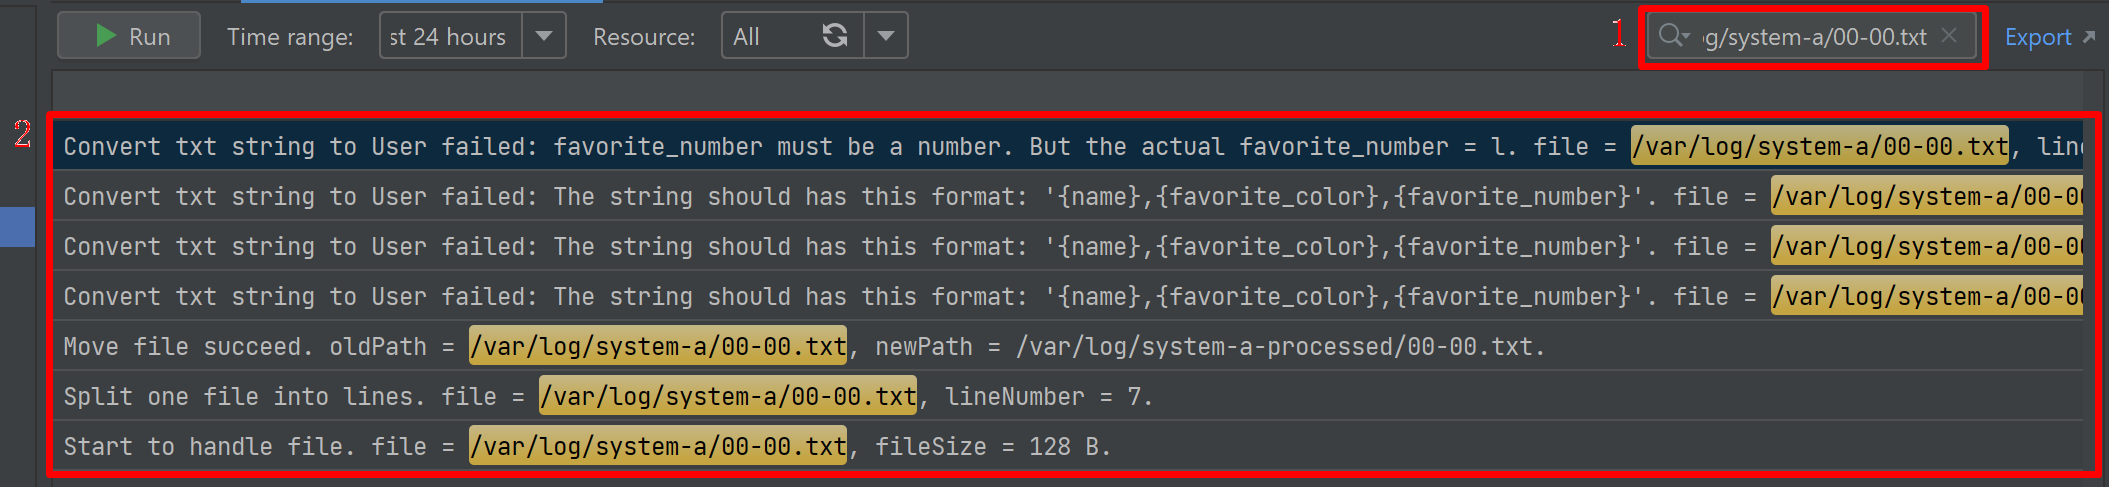 Run Time range: st 24 hours Resource: All 1 og/system-a/00-00.txt Export
2
Convert txt string to User failed: favorite_number must be a number. But the actual favorite_number = l. file = /var/log/system-a/00-00.txt, line
Convert txt string to User failed: The string should has this format: '{name},{favorite_color},{favorite_number}'. file = /var/log/system-a/00-00
Convert txt string to User failed: The string should has this format: '{name},{favorite_color},{favorite_number}'. file = /var/log/system-a/00-00
Convert txt string to User failed: The string should has this format: '{name},{favorite_color},{favorite_number}'. file = /var/log/system-a/00-00
Move file succeed. oldPath = /var/log/system-a/00-00.txt, newPath = /var/log/system-a-processed/00-00.txt.
Split one file into lines. file = /var/log/system-a/00-00.txt, lineNumber = 7.
Start to handle file. file = /var/log/system-a/00-00.txt, fileSize = 128 B.